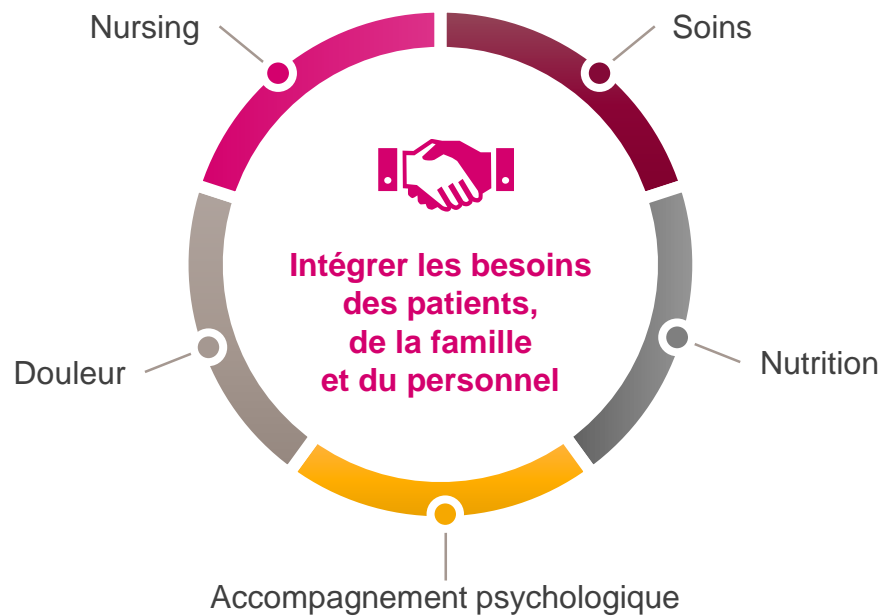 Nursing
Soins
Intégrer les besoins
des patients,
de la famille
et du personnel
Douleur
Nutrition
Accompagnement psychologique